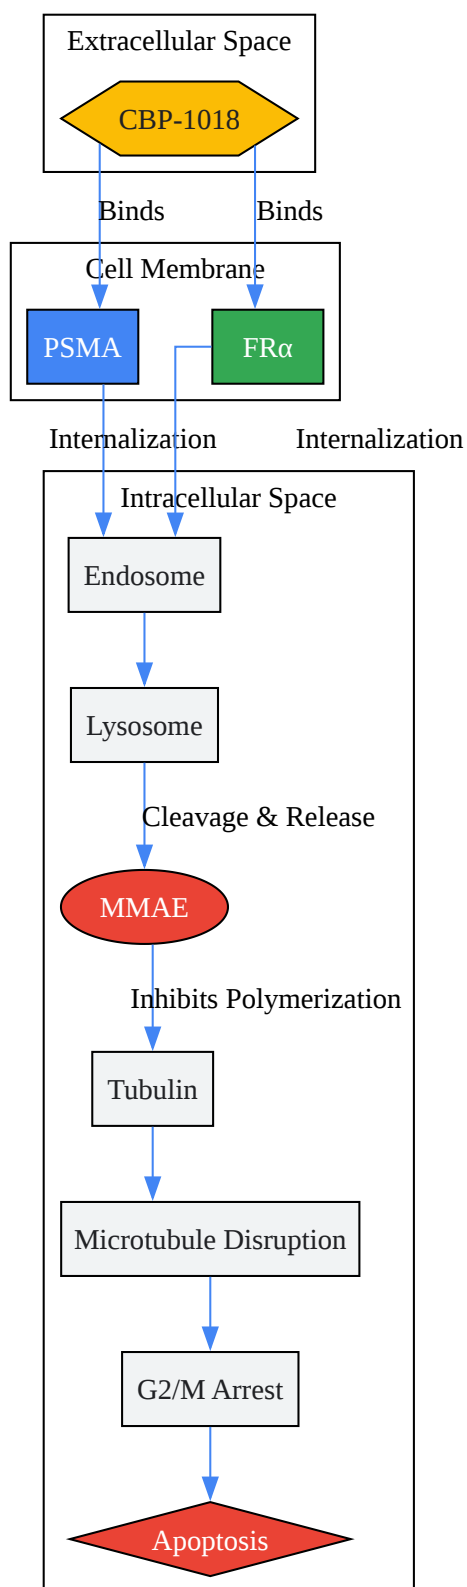 Extracellular Space
CBP-1018
Binds
Binds
Cell Membrane
PSMA
FRα
Internalization
Internalization
Intracellular Space
Endosome
Lysosome
Cleavage & Release
MMAE
Inhibits Polymerization
Tubulin
Microtubule Disruption
G2/M Arrest
Apoptosis